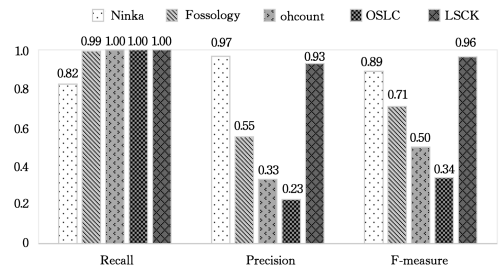 Ninka Fossology ohcount OSLC LSCK
0.82 0.99 1.00 1.00 1.00 0.97 0.55 0.33 0.23 0.93 0.89 0.71 0.50 0.34 0.96
1.0
0.8
0.6
0.4
0.2
0
Recall Precision F-measure